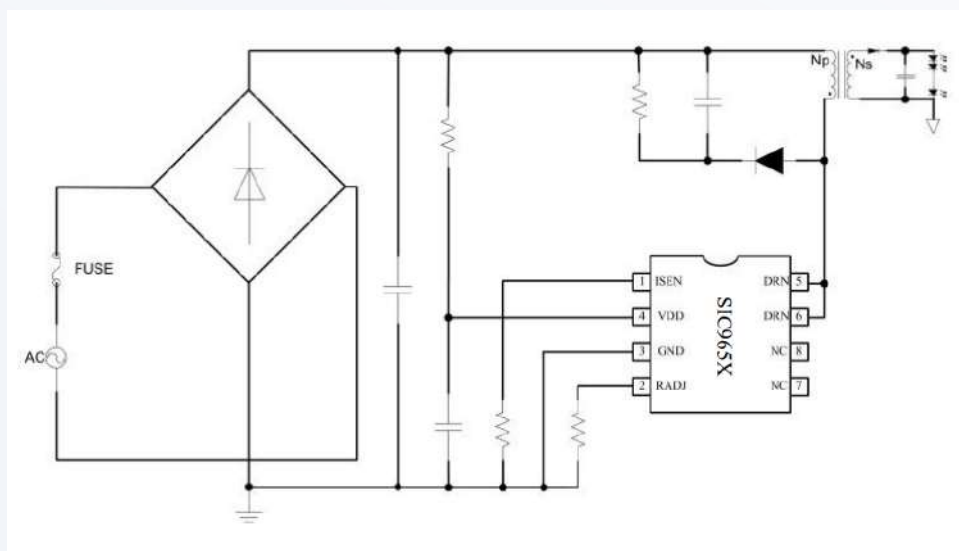 Np
Ns
FUSE
AC
1 ISEN
4 VDD
3 GND
2 RADJ
SIC965X
DRN 5
DRN 6
NC 8
NC 7